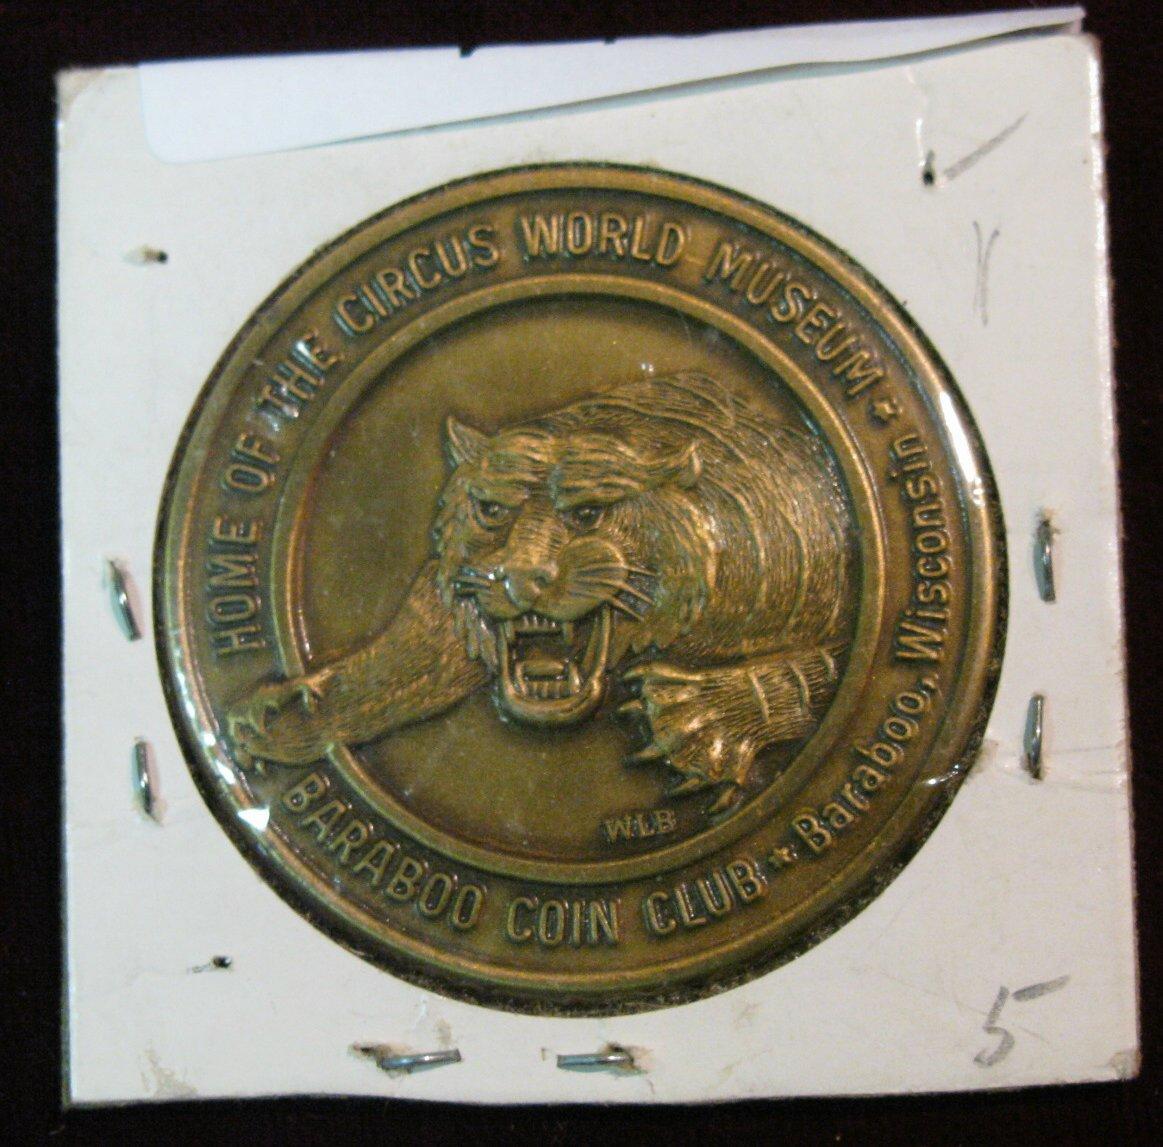 HOME OF THE CIRCUS WORLD MUSEUM ★
BARABOO COIN CLUB ★ Baraboo, Wisconsin
WLB
5